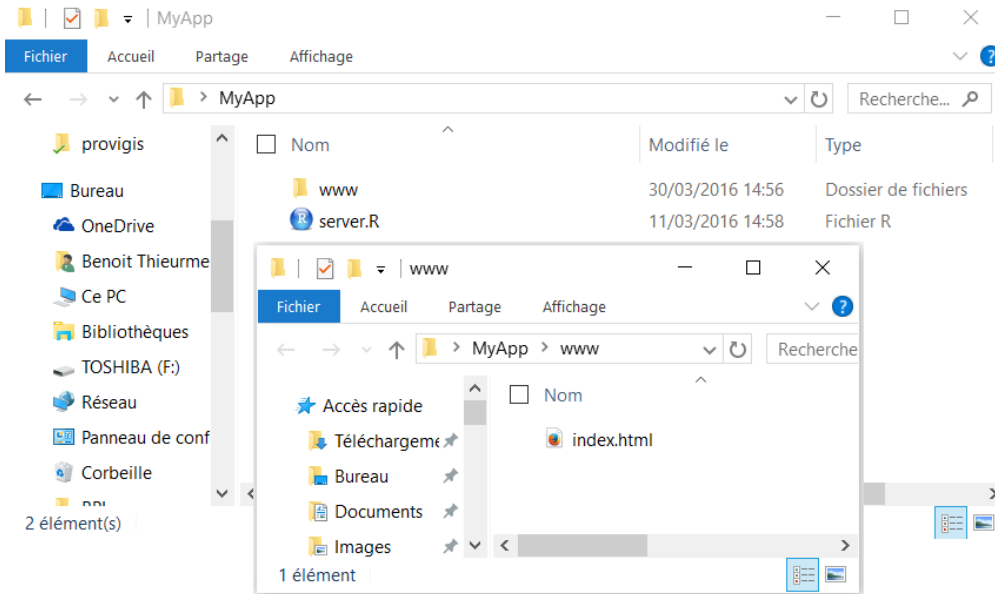 MyApp
Fichier Accueil Partage Affichage
MyApp Recherche...
provigis
Bureau
OneDrive
Benoit Thieurme
Ce PC
Bibliothèques
TOSHIBA (F:)
Réseau
Panneau de conf
Corbeille
2 élément(s)
Nom Modifié le Type
www 30/03/2016 14:56 Dossier de fichiers
server.R 11/03/2016 14:58 Fichier R
www
Fichier Accueil Partage Affichage
MyApp www Recherche
Accès rapide
Téléchargeme
Bureau
Documents
Images
1 élément
Nom
index.html